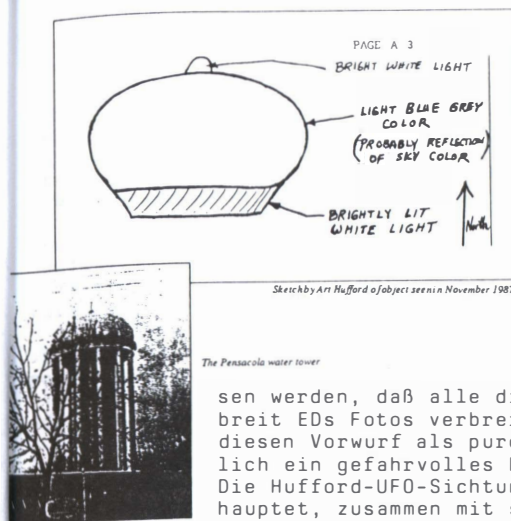 PAGE A 3
BRIGHT WHITE LIGHT
LIGHT BLUE GREY
COLOR
(PROBABLY REFLECTION
OF SKY COLOR)
BRIGHTLY LIT
WHITE LIGHT
North
Sketch by Art Hufford of object seen in November 1987
The Pensacola water tower
sen werden, daß alle di
breit EDs Fotos verbrei
diesen Vorwurf als pure
lich ein gefahrvolles
Die Hufford-UFO-Sichtu
hauptet, zusammen mit s